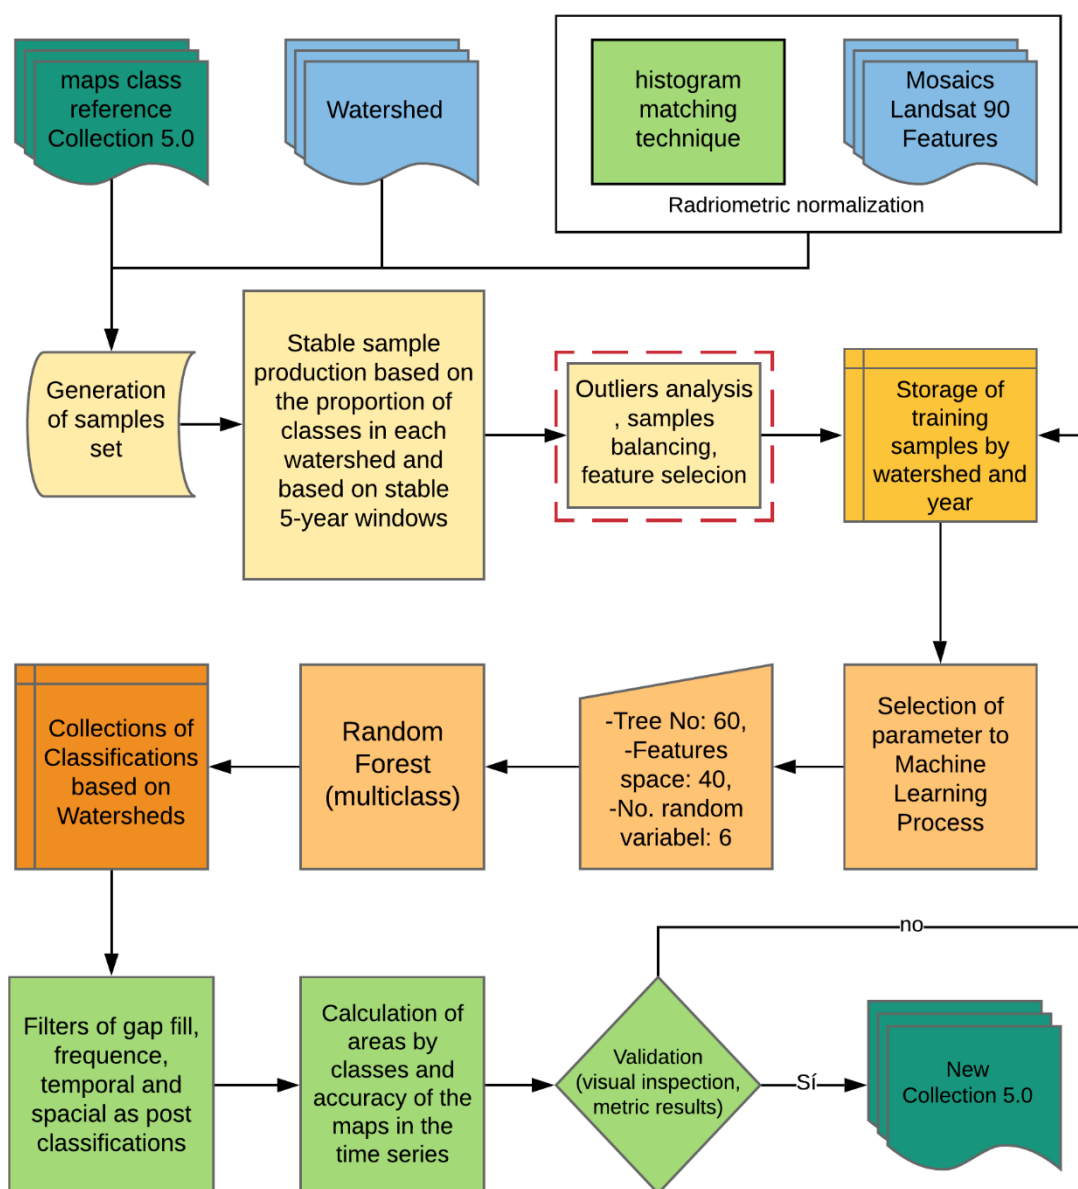 maps class
reference
Collection 5.0
Watershed
histogram
matching
technique
Mosaics
Landsat 90
Features
Radriometric normalization
Generation
of samples
set
Stable sample
production based on
the proportion of
classes in each
watershed and
based on stable
5-year windows
Outliers analysis
, samples
balancing,
feature selecion
Storage of
training
samples by
watershed and
year
Collections of
Classifications
based on
Watersheds
Random
Forest
(multiclass)
-Tree No: 60,
-Features
space: 40,
-No. random
variabel: 6
Selection of
parameter to
Machine
Learning
Process
no
Filters of gap fill,
frequence,
temporal and
spacial as post
classifications
Calculation of
areas by
classes and
accuracy of the
maps in the
time series
Validation
(visual inspection,
metric results)
Sí
New
Collection 5.0